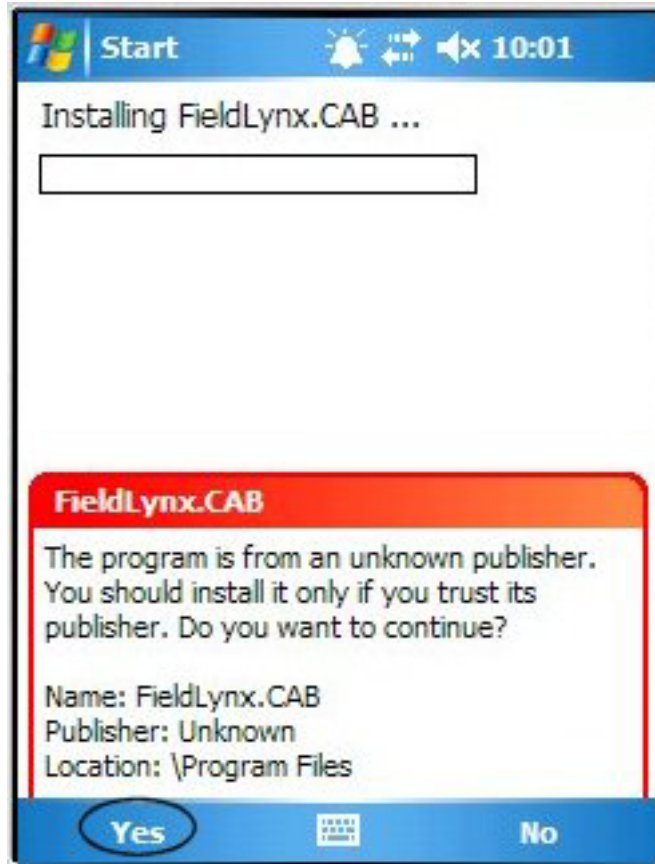 Start 10:01
Installing FieldLynx.CAB ...
FieldLynx.CAB
The program is from an unknown publisher.
You should install it only if you trust its
publisher. Do you want to continue?
Name: FieldLynx.CAB
Publisher: Unknown
Location: \Program Files
Yes No